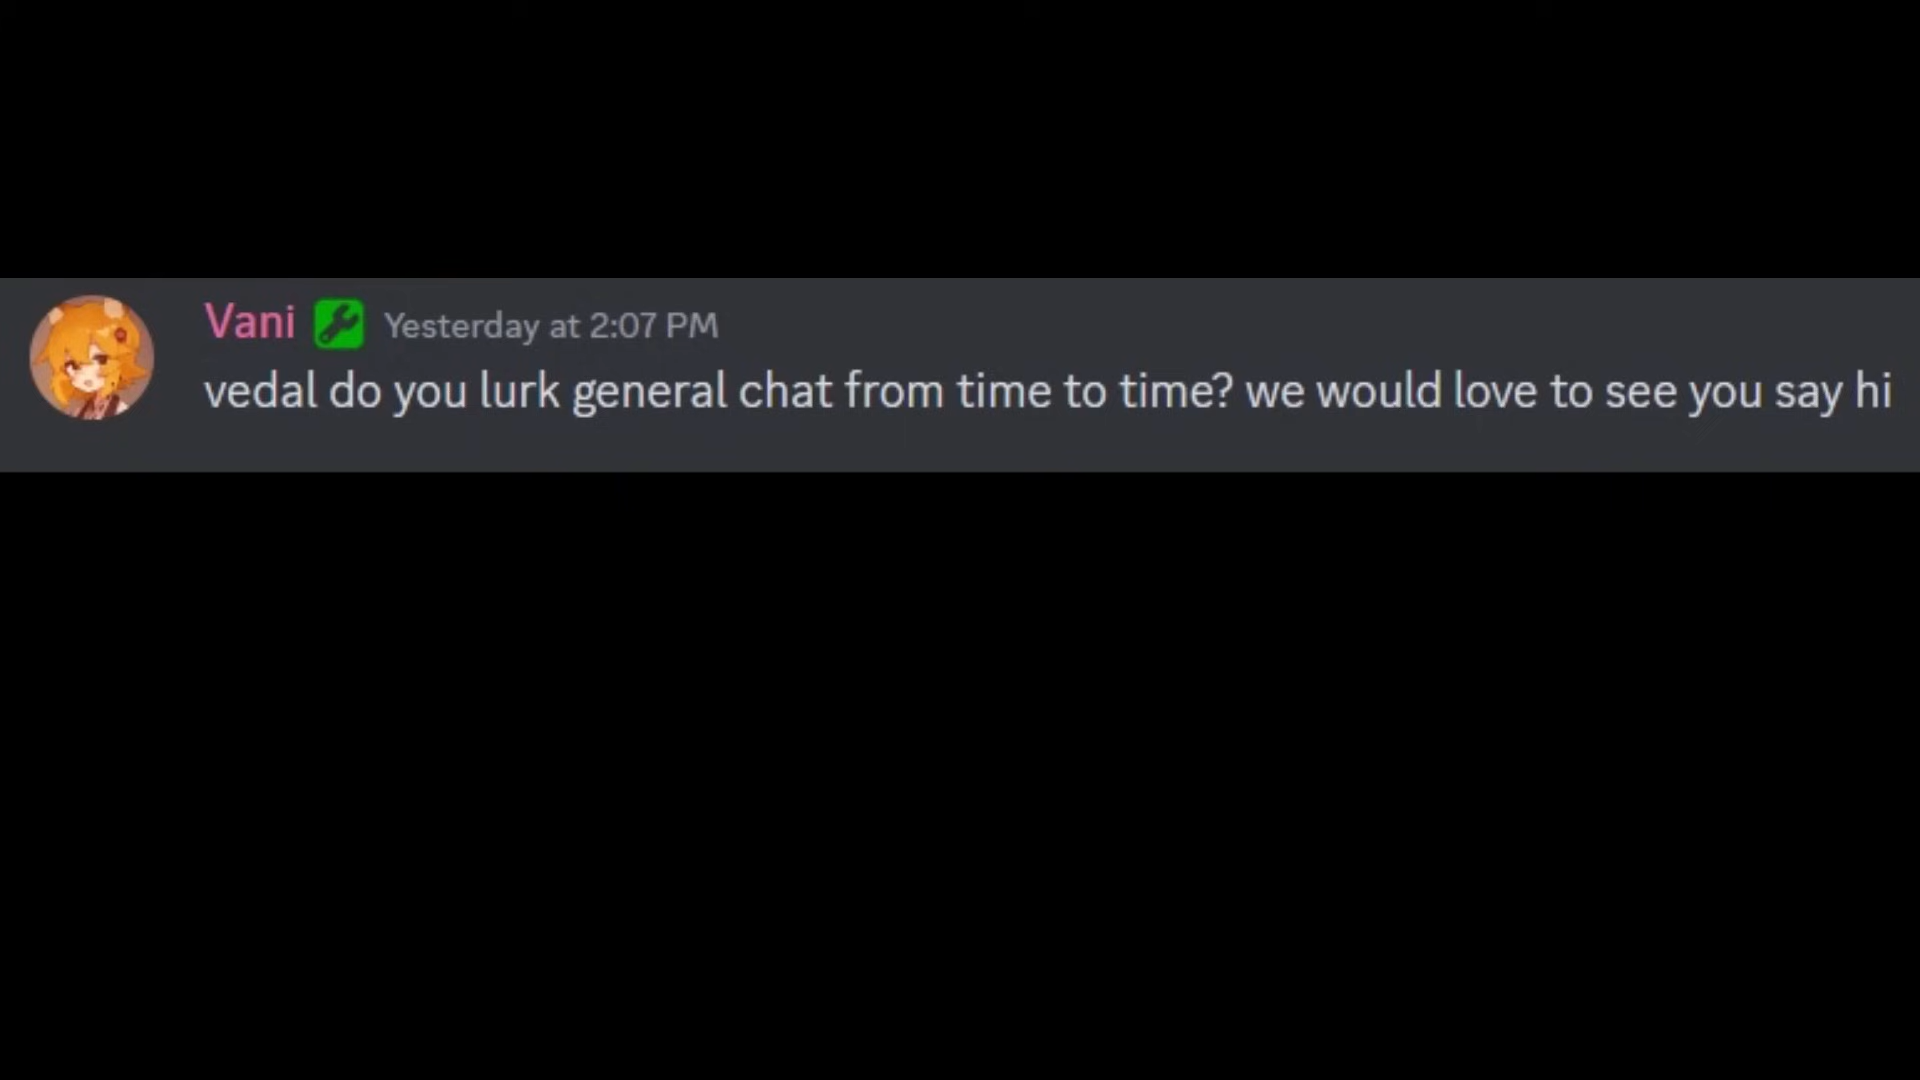 Vani Yesterday at 2:07 PM
vedal do you lurk general chat from time to time? we would love to see you say hi